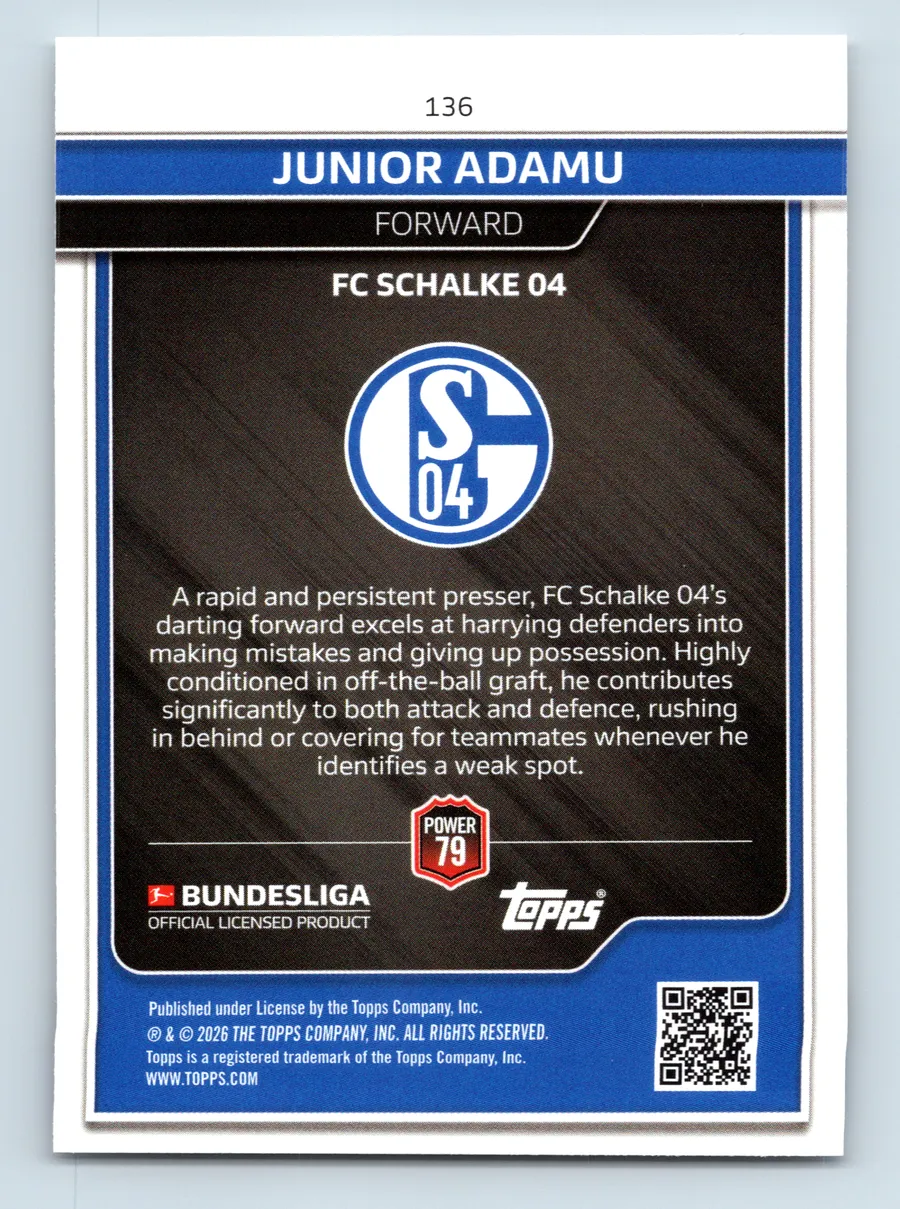 136
JUNIOR ADAMU
FORWARD
FC SCHALKE 04
S
04
A rapid and persistent presser, FC Schalke 04's
darting forward excels at harrying defenders into
making mistakes and giving up possession. Highly
conditioned in off-the-ball graft, he contributes
significantly to both attack and defence, rushing
in behind or covering for teammates whenever he
identifies a weak spot.
POWER
79
BUNDESLIGA
OFFICIAL LICENSED PRODUCT
topps®
Published under License by the Topps Company, Inc.
® & © 2026 THE TOPPS COMPANY, INC. ALL RIGHTS RESERVED.
Topps is a registered trademark of the Topps Company, Inc.
WWW.TOPPS.COM